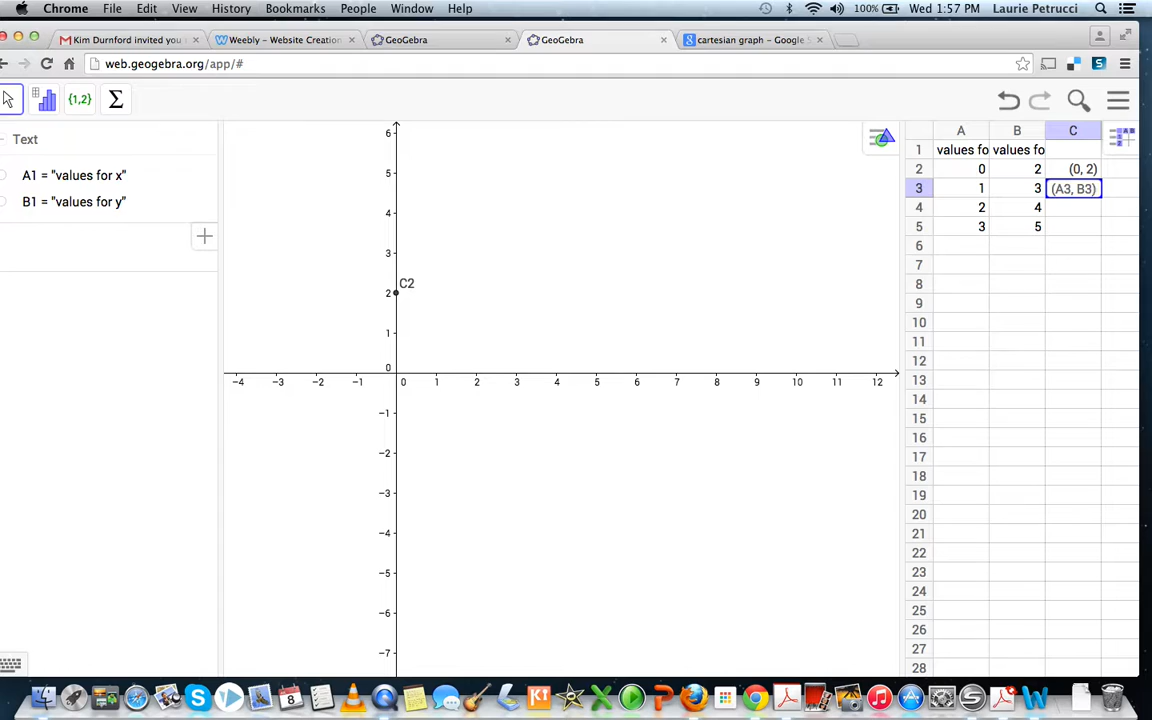 Chrome File Edit View History Bookmarks People Window Help 100% Wed 1:57 PM Laurie Petrucci
Kim Durnford invited you × Weebly - Website Creation × GeoGebra × GeoGebra × cartesian graph - Google S ×
web.geogebra.org/app/#
{1,2} Σ
Text
A1 = "values for x"
B1 = "values for y"
+
6
5
4
3
2
1
0
−1
−2
−3
−4
−5
−6
−7
−4 −3 −2 −1 0 1 2 3 4 5 6 7 8 9 10 11 12
C2
A B C
1 values fo values fo
2 0 2 (0, 2)
3 1 3 (A3, B3)
4 2 4
5 3 5
6
7
8
9
10
11
12
13
14
15
16
17
18
19
20
21
22
23
24
25
26
27
28